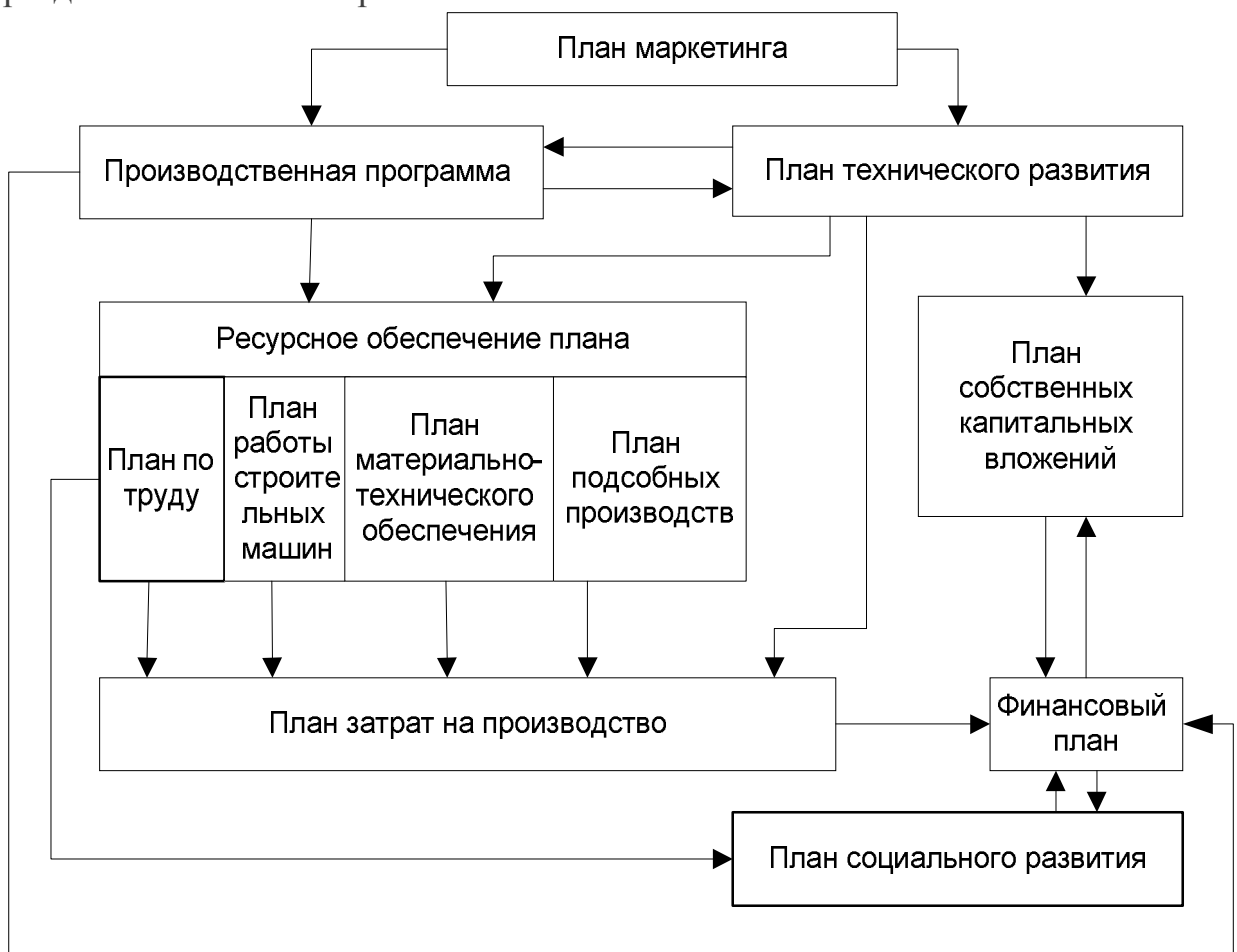 План маркетинга
Производственная программа
План технического развития
Ресурсное обеспечение плана
План по
труду
План
работы
строите
льных
машин
План
материально-
технического
обеспечения
План
подсобных
производств
План
собственных
капитальных
вложений
План затрат на производство
Финансовый
план
План социального развития